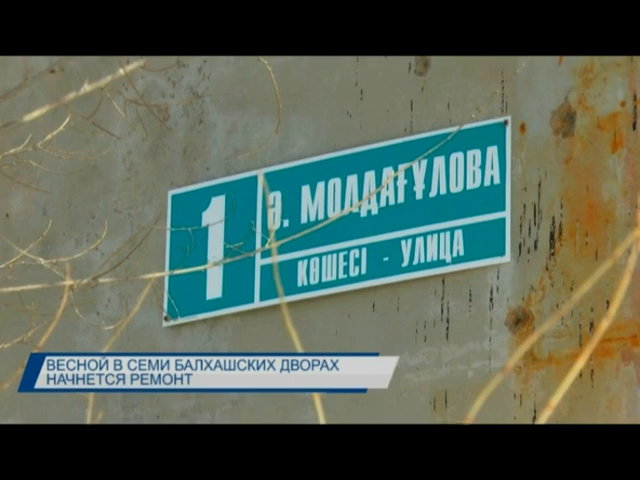 1
Ә. МОЛДАҒҰЛОВА
КӨШЕСІ - УЛИЦА
ВЕСНОЙ В СЕМИ БАЛХАШСКИХ ДВОРАХ
НАЧНЕТСЯ РЕМОНТ